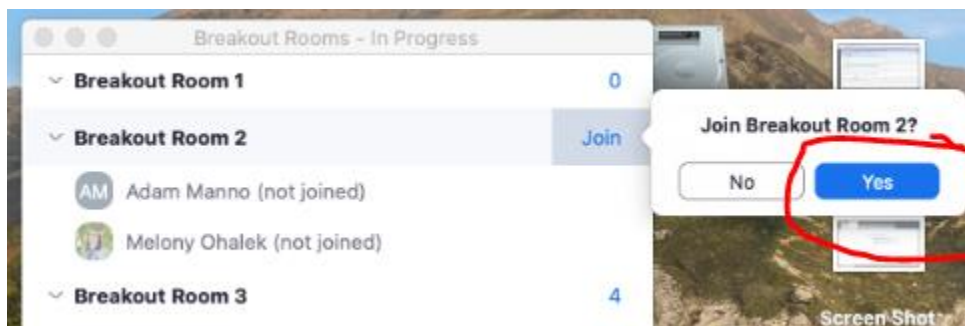 Breakout Rooms - In Progress
Breakout Room 1 0
Breakout Room 2 Join
AM Adam Manno (not joined)
Melony Ohalek (not joined)
Breakout Room 3 4
Join Breakout Room 2?
No Yes
Screen Shot